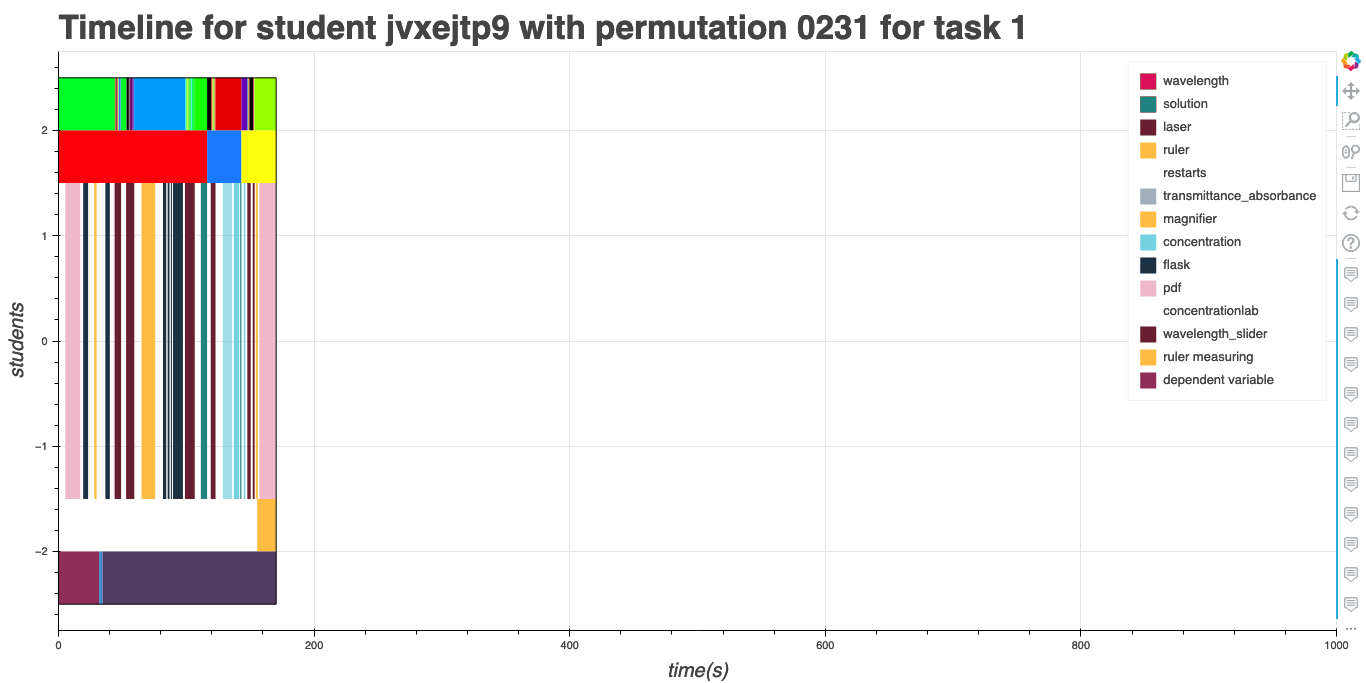 Timeline for student jvxejtp9 with permutation 0231 for task 1
wavelength
solution
laser
ruler
restarts
transmittance_absorbance
magnifier
concentration
flask
pdf
concentrationlab
wavelength_slider
ruler measuring
dependent variable
students
2
1
0
−1
−2
0
200
400
600
800
1000
time(s)